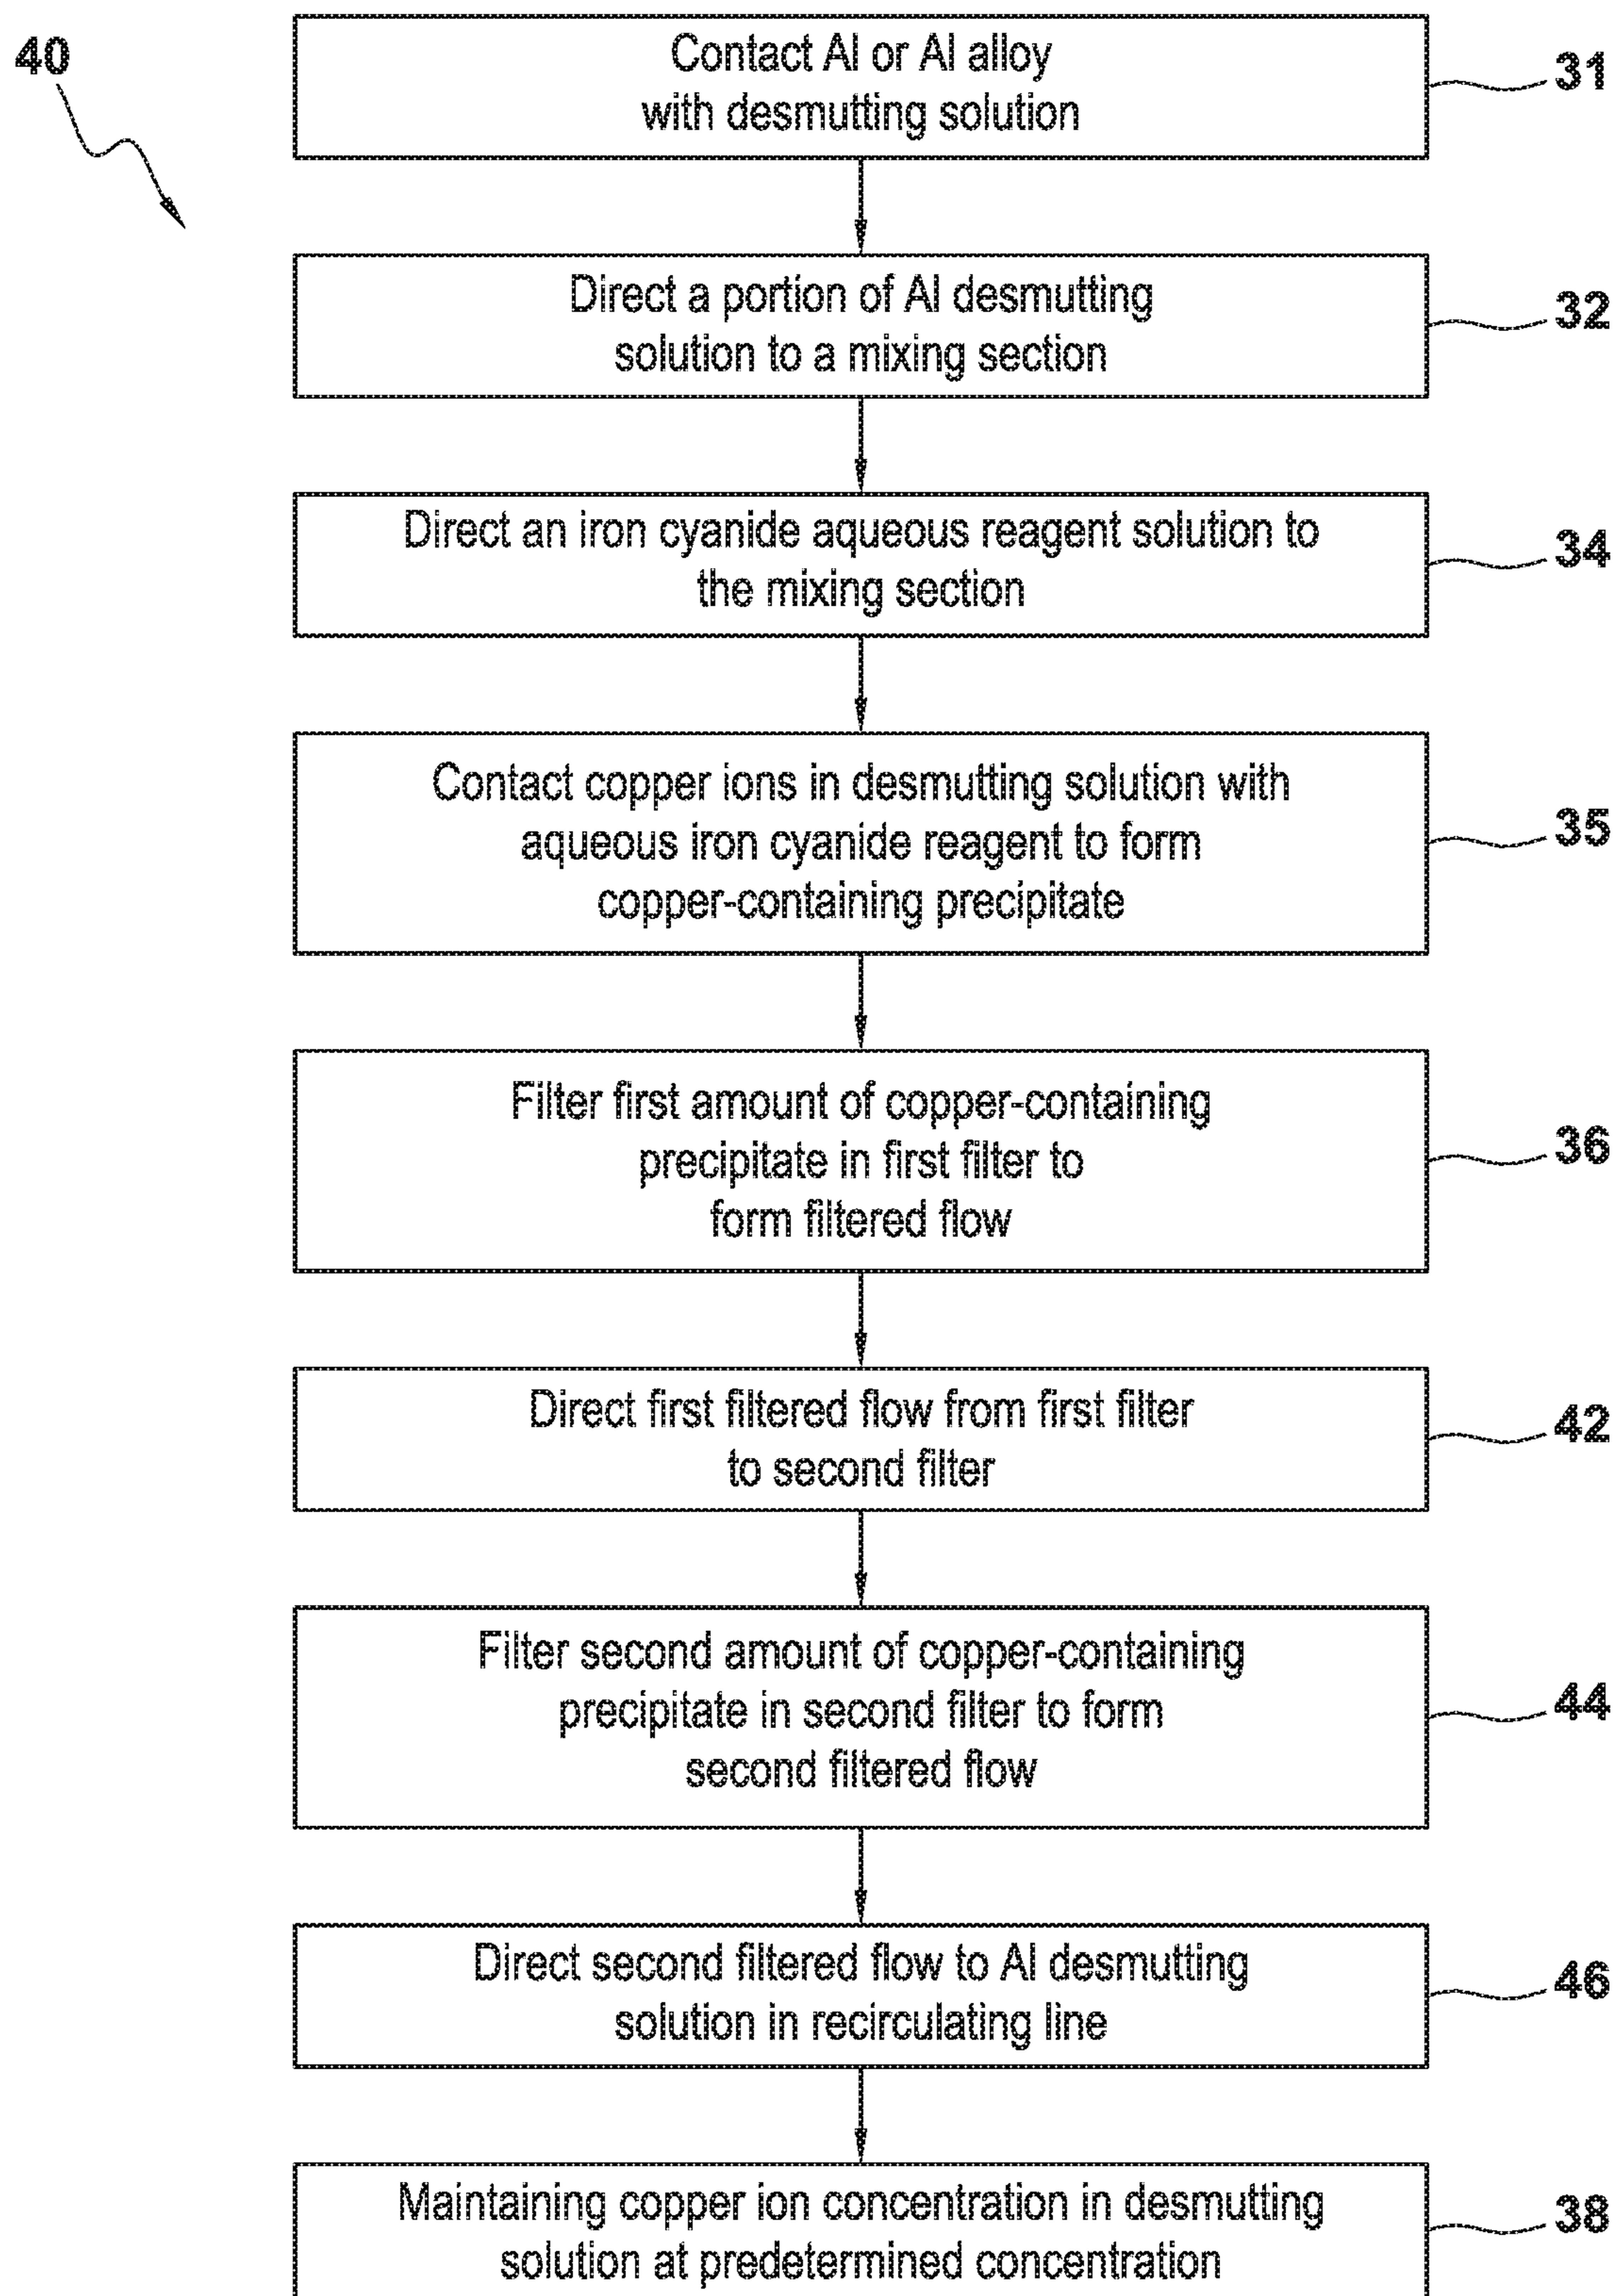 40
Contact Al or Al alloy
with desmutting solution
31
Direct a portion of Al desmutting
solution to a mixing section
32
Direct an iron cyanide aqueous reagent solution to
the mixing section
34
Contact copper ions in desmutting solution with
aqueous iron cyanide reagent to form
copper-containing precipitate
35
Filter first amount of copper-containing
precipitate in first filter to
form filtered flow
36
Direct first filtered flow from first filter
to second filter
42
Filter second amount of copper-containing
precipitate in second filter to form
second filtered flow
44
Direct second filtered flow to Al desmutting
solution in recirculating line
46
Maintaining copper ion concentration in desmutting
solution at predetermined concentration
38